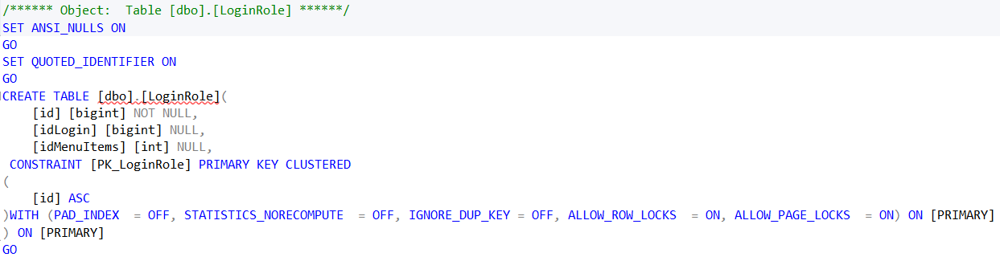 /****** Object:  Table [dbo].[LoginRole] ******/
SET ANSI_NULLS ON
GO
SET QUOTED_IDENTIFIER ON
GO
CREATE TABLE [dbo].[LoginRole](
    [id] [bigint] NOT NULL,
    [idLogin] [bigint] NULL,
    [idMenuItems] [int] NULL,
 CONSTRAINT [PK_LoginRole] PRIMARY KEY CLUSTERED
(
    [id] ASC
)WITH (PAD_INDEX  = OFF, STATISTICS_NORECOMPUTE  = OFF, IGNORE_DUP_KEY = OFF, ALLOW_ROW_LOCKS  = ON, ALLOW_PAGE_LOCKS  = ON) ON [PRIMARY]
) ON [PRIMARY]
GO